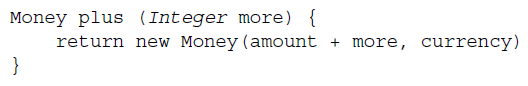 Money plus (Integer more) {
    return new Money(amount + more, currency)
}